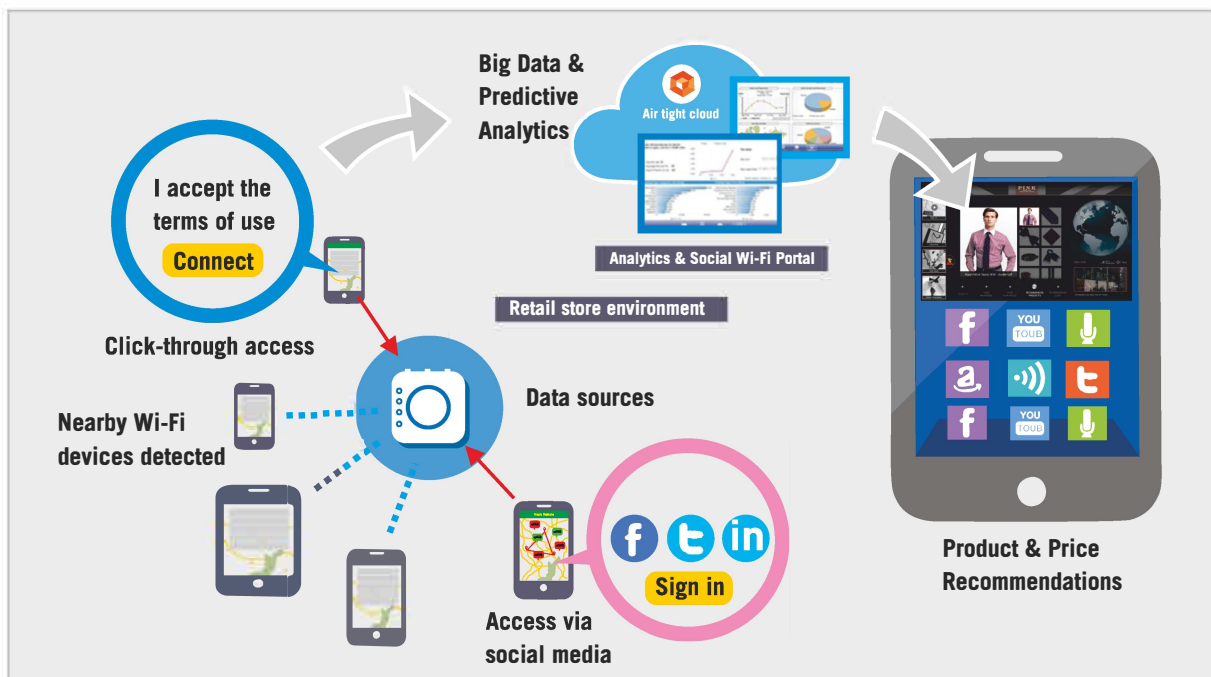 Big Data &
Predictive
Analytics
Air tight cloud
I accept the
terms of use
Connect
Analytics & Social Wi-Fi Portal
Retail store environment
Click-through access
Nearby Wi-Fi
devices detected
Data sources
f
t
in
Sign in
Access via
social media
PINK
f
YOU
TOUB
a
t
f
YOU
TOUB
Product & Price
Recommendations